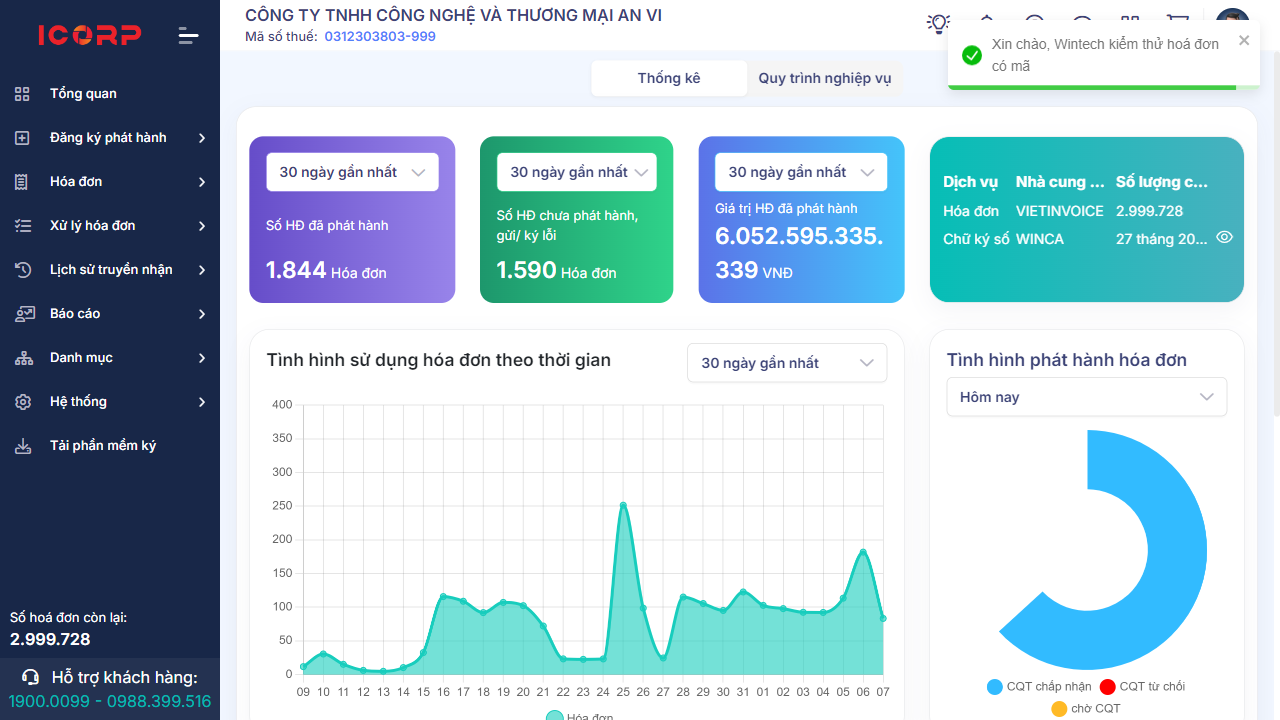 ICORP
CÔNG TY TNHH CÔNG NGHỆ VÀ THƯƠNG MẠI AN VI
Mã số thuế: 0312303803-999
Xin chào, Wintech kiểm thử hoá đơn
có mã
Tổng quan
Đăng ký phát hành
Hóa đơn
Xử lý hóa đơn
Lịch sử truyền nhận
Báo cáo
Danh mục
Hệ thống
Tải phần mềm ký
Số hoá đơn còn lại:
2.999.728
Hỗ trợ khách hàng:
1900.0099 - 0988.399.516
Thống kê
Quy trình nghiệp vụ
30 ngày gần nhất
Số HĐ đã phát hành
1.844 Hóa đơn
30 ngày gần nhất
Số HĐ chưa phát hành,
gửi/ ký lỗi
1.590 Hóa đơn
30 ngày gần nhất
Giá trị HĐ đã phát hành
6.052.595.335.
339 VNĐ
Dịch vụ Nhà cung ... Số lượng c...
Hóa đơn VIETINVOICE 2.999.728
Chữ ký số WINCA 27 tháng 20...
Tình hình sử dụng hóa đơn theo thời gian
30 ngày gần nhất
400
350
300
250
200
150
100
50
0
09 10 11 12 13 14 15 16 17 18 19 20 21 22 23 24 25 26 27 28 29 30 31 01 02 03 04 05 06 07
Hóa đơn
Tình hình phát hành hóa đơn
Hôm nay
CQT chấp nhận CQT từ chối
chờ CQT